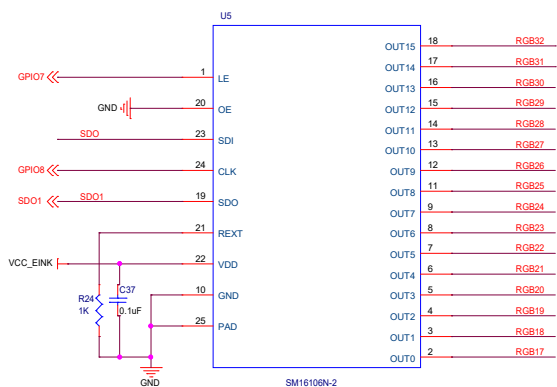 U5
OUT15 18 RGB32
OUT14 17 RGB31
GPIO7 1 LE
OUT13 16 RGB30
GND 20 OE
OUT12 15 RGB29
SDO 23 SDI
OUT11 14 RGB28
OUT10 13 RGB27
GPIO8 24 CLK
OUT9 12 RGB26
OUT8 11 RGB25
SDO1 SDO1 19 SDO
OUT7 9 RGB24
21 REXT
OUT6 8 RGB23
OUT5 7 RGB22
VCC_EINK 22 VDD
OUT4 6 RGB21
R24
1K
C37
0.1uF
10 GND
OUT3 5 RGB20
OUT2 4 RGB19
25 PAD
OUT1 3 RGB18
OUT0 2 RGB17
GND
SM16106N-2